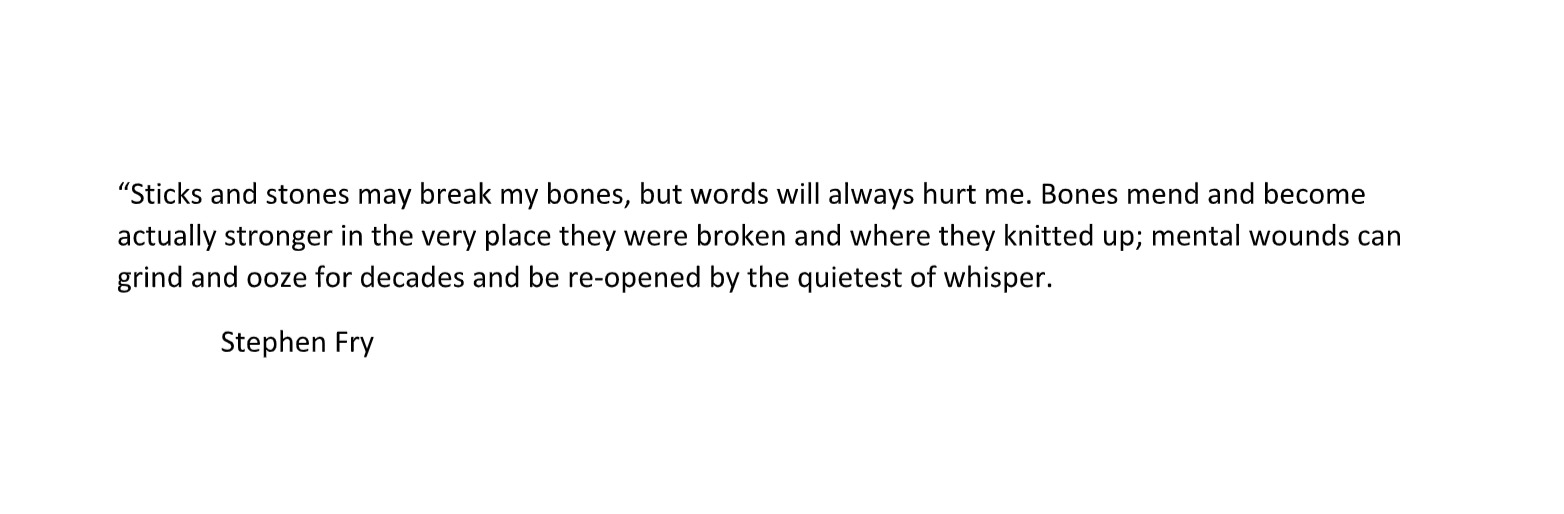 “Sticks and stones may break my bones, but words will always hurt me. Bones mend and become
actually stronger in the very place they were broken and where they knitted up; mental wounds can
grind and ooze for decades and be re-opened by the quietest of whisper.
Stephen Fry